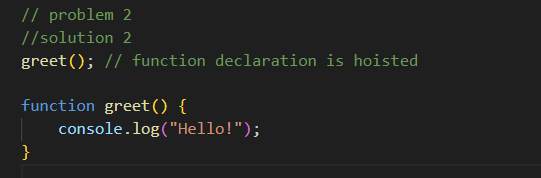 // problem 2
//solution 2
greet(); // function declaration is hoisted
function greet() {
    console.log("Hello!");
}